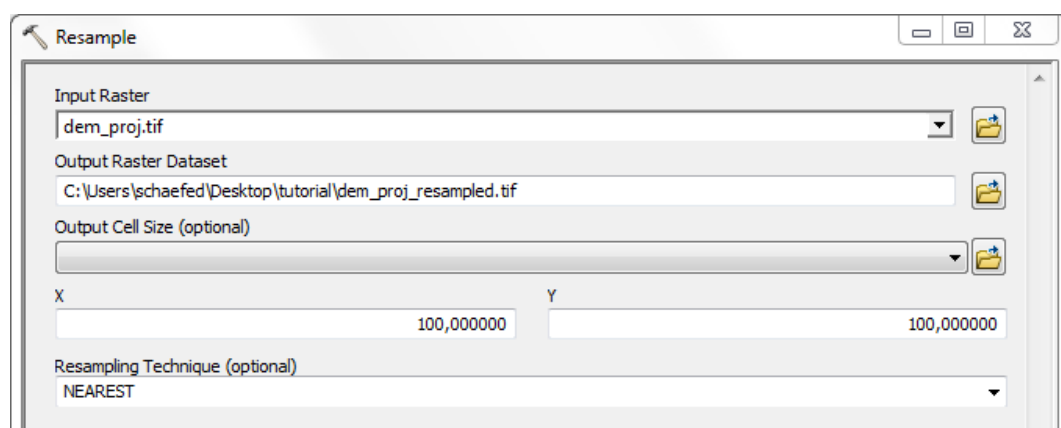 Resample
Input Raster
dem_proj.tif
Output Raster Dataset
C:\Users\schaefed\Desktop\tutorial\dem_proj_resampled.tif
Output Cell Size (optional)
X Y
100,000000 100,000000
Resampling Technique (optional)
NEAREST